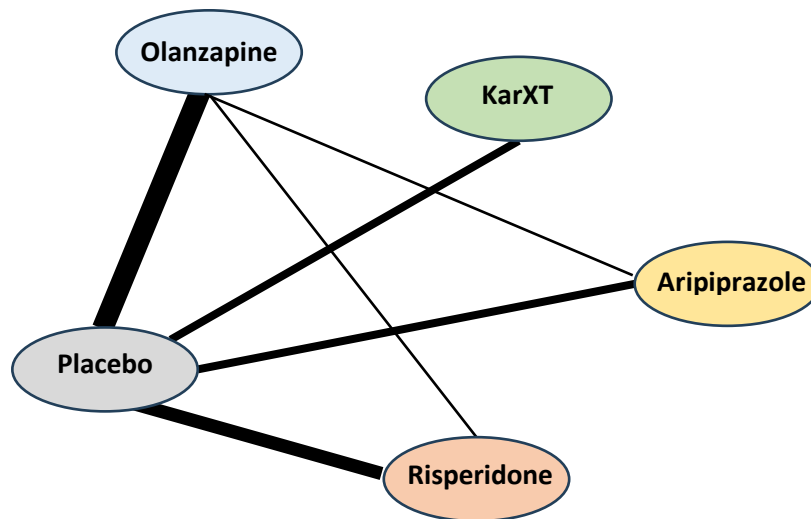 Olanzapine
KarXT
Aripiprazole
Placebo
Risperidone